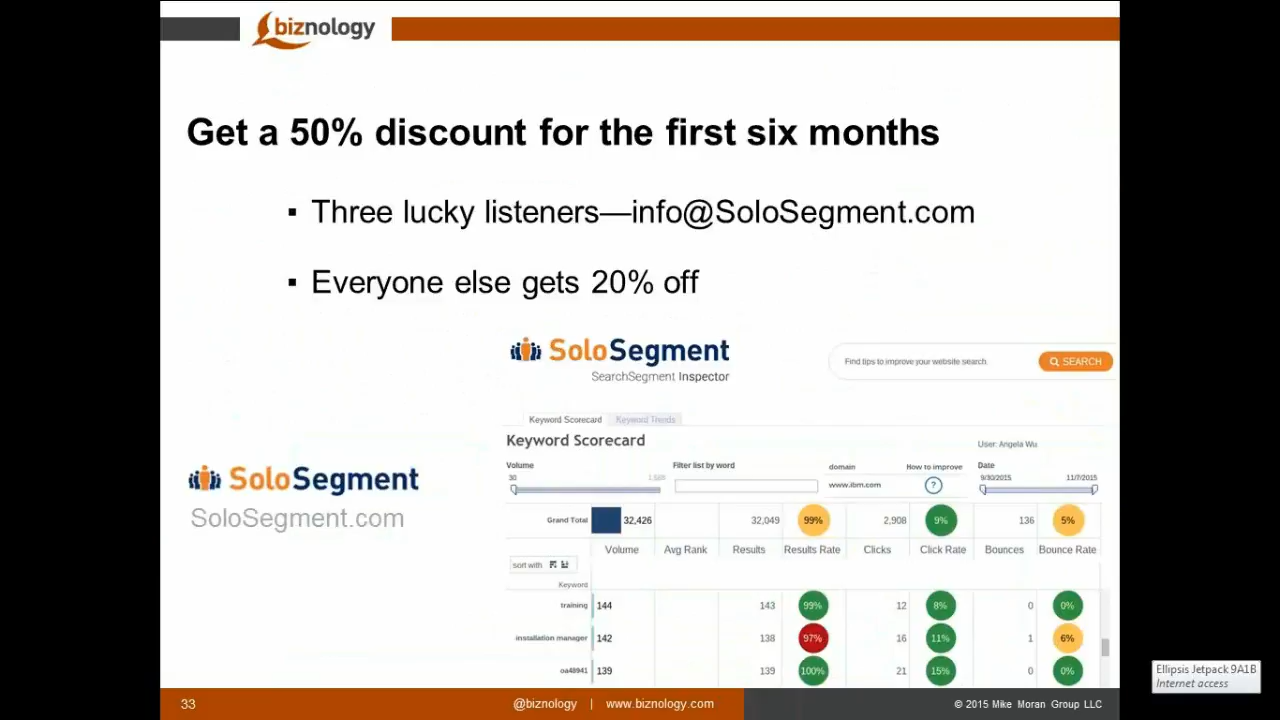 biznology
Get a 50% discount for the first six months
▪ Three lucky listeners—info@SoloSegment.com
▪ Everyone else gets 20% off
SoloSegment
SearchSegment Inspector
Find tips to improve your website search.
SEARCH
Keyword Scorecard Keyword Trends
Keyword Scorecard
User: Angela Wu
Volume Filter list by word domain How to improve Date
30 www.ibm.com ? 9/30/2015 11/7/2015
Grand Total 32,426 32,049 99% 2,908 9% 136 5%
Volume Avg Rank Results Results Rate Clicks Click Rate Bounces Bounce Rate
sort with
Keyword
training 144 143 99% 12 8% 0 0%
installation manager 142 138 97% 16 11% 1 6%
oa48941 139 139 100% 21 15% 0 0%
SoloSegment
SoloSegment.com
33 @biznology | www.biznology.com © 2015 Mike Moran Group LLC
Ellipsis Jetpack 9A1B
Internet access